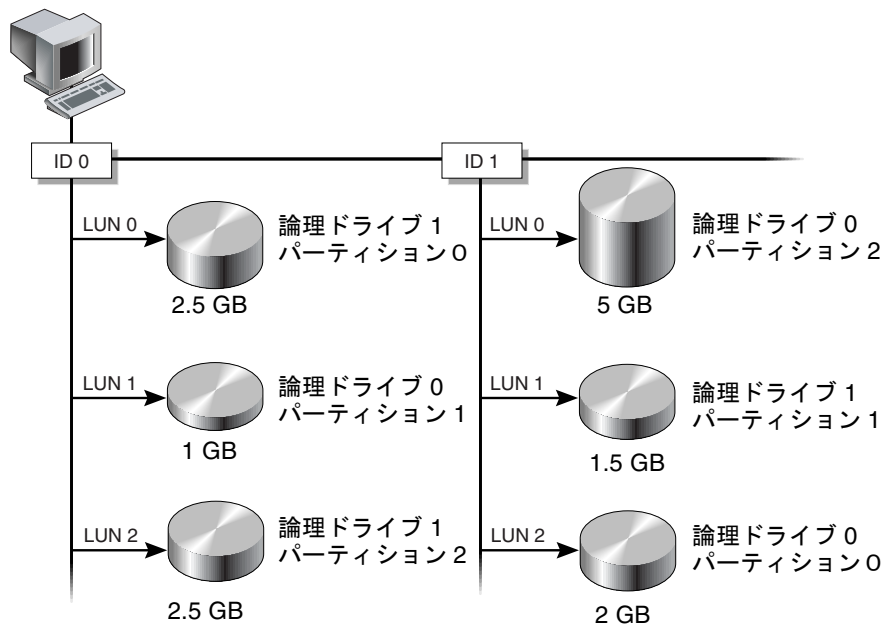 ID 0
ID 1
LUN 0
論理ドライブ 1
パーティション 0
2.5 GB
LUN 0
論理ドライブ 0
パーティション 2
5 GB
LUN 1
論理ドライブ 0
パーティション 1
1 GB
LUN 1
論理ドライブ 1
パーティション 1
1.5 GB
LUN 2
論理ドライブ 1
パーティション 2
2.5 GB
LUN 2
論理ドライブ 0
パーティション 0
2 GB